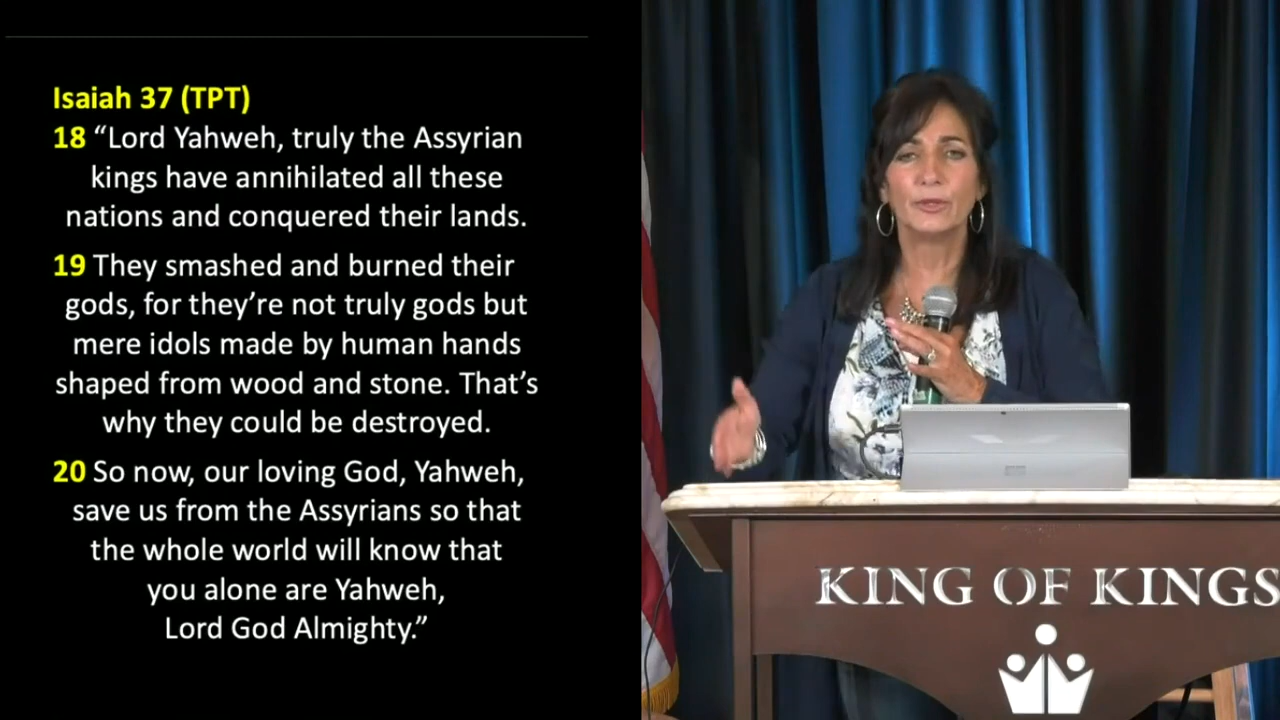 Isaiah 37 (TPT)
18 “Lord Yahweh, truly the Assyrian
kings have annihilated all these
nations and conquered their lands.
19 They smashed and burned their
gods, for they’re not truly gods but
mere idols made by human hands
shaped from wood and stone. That’s
why they could be destroyed.
20 So now, our loving God, Yahweh,
save us from the Assyrians so that
the whole world will know that
you alone are Yahweh,
Lord God Almighty.”
KING OF KINGS